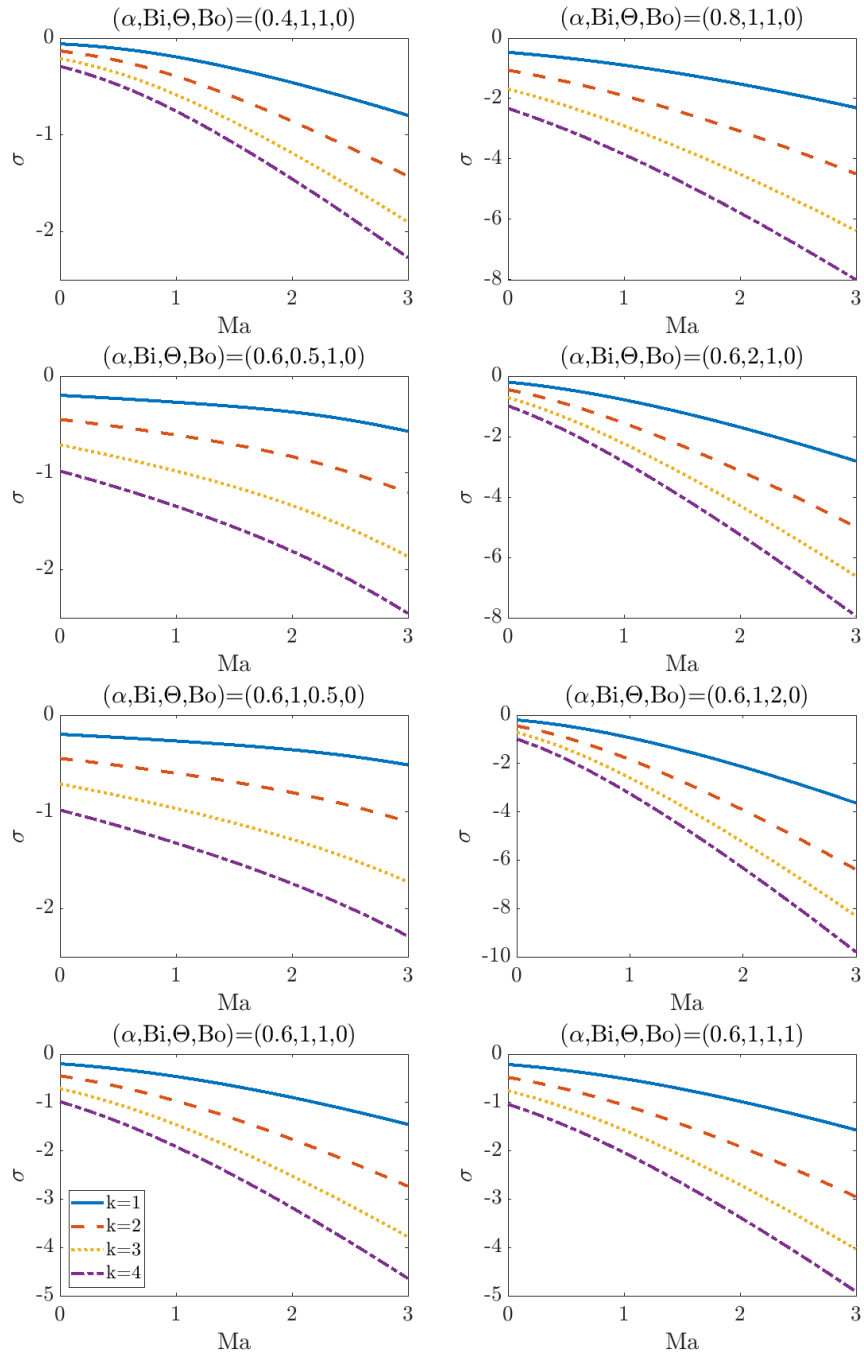 (α,Bi,Θ,Bo)=(0.4,1,1,0)
0
-1
-2
σ
0 1 2 3
Ma
(α,Bi,Θ,Bo)=(0.8,1,1,0)
0
-2
-4
-6
-8
σ
0 1 2 3
Ma
(α,Bi,Θ,Bo)=(0.6,0.5,1,0)
0
-1
-2
σ
0 1 2 3
Ma
(α,Bi,Θ,Bo)=(0.6,2,1,0)
0
-2
-4
-6
-8
σ
0 1 2 3
Ma
(α,Bi,Θ,Bo)=(0.6,1,0.5,0)
0
-1
-2
σ
0 1 2 3
Ma
(α,Bi,Θ,Bo)=(0.6,1,2,0)
0
-2
-4
-6
-8
-10
σ
0 1 2 3
Ma
(α,Bi,Θ,Bo)=(0.6,1,1,0)
0
-1
-2
-3
-4
-5
σ
k=1
k=2
k=3
k=4
0 1 2 3
Ma
(α,Bi,Θ,Bo)=(0.6,1,1,1)
0
-1
-2
-3
-4
-5
σ
0 1 2 3
Ma